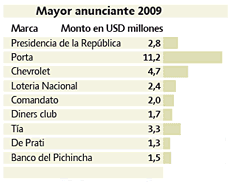 Mayor anunciante 2009
Marca Monto en USD millones
Presidencia de la República 2,8
Porta 11,2
Chevrolet 4,7
Loteria Nacional 2,4
Comandato 2,0
Diners club 1,7
Tía 3,3
De Prati 1,3
Banco del Pichincha 1,5